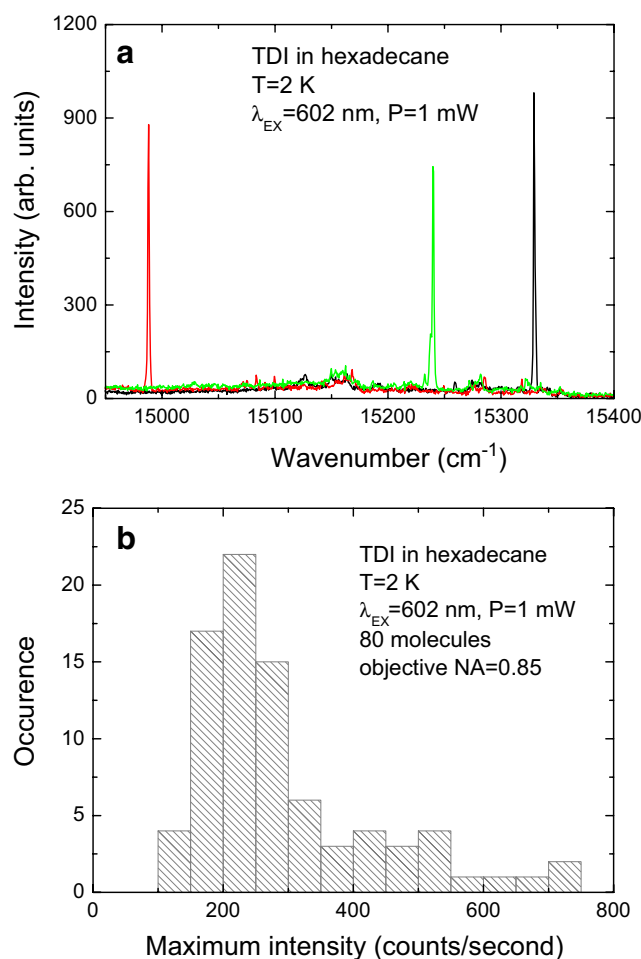 a
TDI in hexadecane
T=2 K
λEX=602 nm, P=1 mW
Intensity (arb. units)
1200
900
600
300
0
15000 15100 15200 15300 15400
Wavenumber (cm-1)
b
TDI in hexadecane
T=2 K
λEX=602 nm, P=1 mW
80 molecules
objective NA=0.85
Occurence
25
20
15
10
5
0
0 200 400 600 800
Maximum intensity (counts/second)